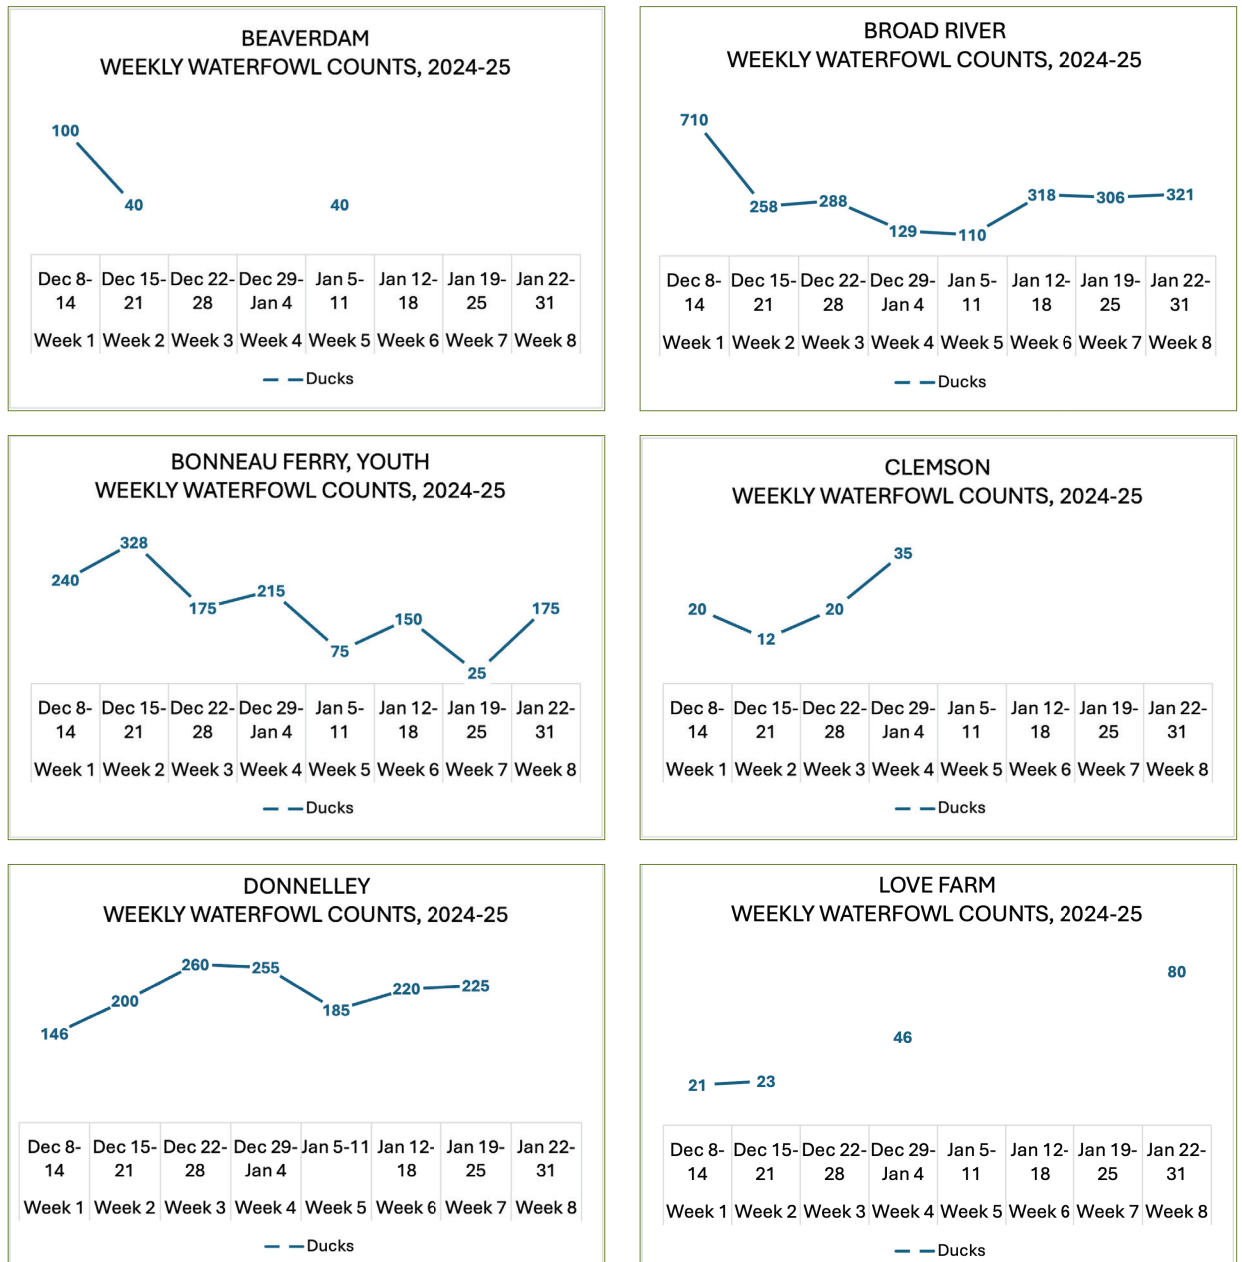 BEAVERDAM
WEEKLY WATERFOWL COUNTS, 2024-25
100
40
40
Dec 8- Dec 15- Dec 22- Dec 29- Jan 5- Jan 12- Jan 19- Jan 22-
14 21 28 Jan 4 11 18 25 31
Week 1 Week 2 Week 3 Week 4 Week 5 Week 6 Week 7 Week 8
Ducks
BROAD RIVER
WEEKLY WATERFOWL COUNTS, 2024-25
710
258
288
129
110
318
306
321
Dec 8- Dec 15- Dec 22- Dec 29- Jan 5- Jan 12- Jan 19- Jan 22-
14 21 28 Jan 4 11 18 25 31
Week 1 Week 2 Week 3 Week 4 Week 5 Week 6 Week 7 Week 8
Ducks
BONNEAU FERRY, YOUTH
WEEKLY WATERFOWL COUNTS, 2024-25
240
328
175
215
75
150
25
175
Dec 8- Dec 15- Dec 22- Dec 29- Jan 5- Jan 12- Jan 19- Jan 22-
14 21 28 Jan 4 11 18 25 31
Week 1 Week 2 Week 3 Week 4 Week 5 Week 6 Week 7 Week 8
Ducks
CLEMSON
WEEKLY WATERFOWL COUNTS, 2024-25
20
12
20
35
Dec 8- Dec 15- Dec 22- Dec 29- Jan 5- Jan 12- Jan 19- Jan 22-
14 21 28 Jan 4 11 18 25 31
Week 1 Week 2 Week 3 Week 4 Week 5 Week 6 Week 7 Week 8
Ducks
DONNELLEY
WEEKLY WATERFOWL COUNTS, 2024-25
146
200
260
255
185
220
225
Dec 8- Dec 15- Dec 22- Dec 29- Jan 5-11 Jan 12- Jan 19- Jan 22-
14 21 28 Jan 4 18 25 31
Week 1 Week 2 Week 3 Week 4 Week 5 Week 6 Week 7 Week 8
Ducks
LOVE FARM
WEEKLY WATERFOWL COUNTS, 2024-25
21
23
46
80
Dec 8- Dec 15- Dec 22- Dec 29- Jan 5- Jan 12- Jan 19- Jan 22-
14 21 28 Jan 4 11 18 25 31
Week 1 Week 2 Week 3 Week 4 Week 5 Week 6 Week 7 Week 8
Ducks